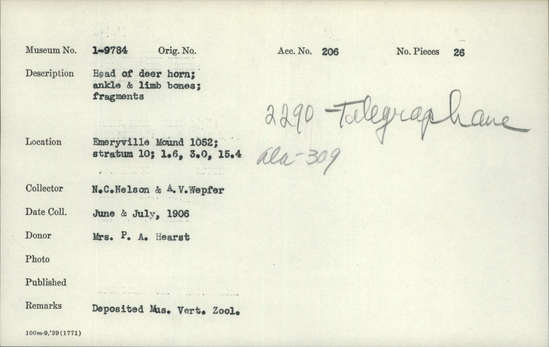 Museum No. 1-9784 Orig. No. Acc. No. 206 No. Pieces 26
Description Head of deer horn;
ankle & limb bones;
fragments
2290 Telegraph ave
Location Emeryville Mound 1052;
stratum 10; 1.6, 3.0, 15.4
ala-309
Collector N.C.Nelson & A.V.Wepfer
Date Coll. June & July, 1906
Donor Mrs. P. A. Hearst
Photo
Published
Remarks Deposited Mus. Vert. Zool.
100m-9,'39(1771)